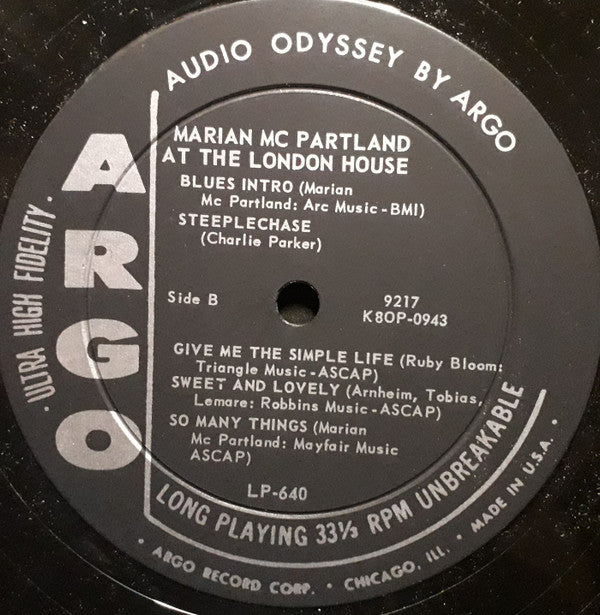 AUDIO ODYSSEY BY ARGO
ARGO
· ULTRA HIGH FIDELITY ·
MARIAN MC PARTLAND
AT THE LONDON HOUSE
BLUES INTRO (Marian
Mc Partland: Arc Music-BMI)
STEEPLECHASE
(Charlie Parker)
Side B
9217
K8OP-0943
GIVE ME THE SIMPLE LIFE (Ruby Bloom:
Triangle Music-ASCAP)
SWEET AND LOVELY (Arnheim, Tobias,
Lemare: Robbins Music-ASCAP)
SO MANY THINGS (Marian
Mc Partland: Mayfair Music
ASCAP)
LP-640
LONG PLAYING 33⅓ RPM UNBREAKABLE
· ARGO RECORD CORP. · CHICAGO, ILL. · MADE IN U.S.A. ·